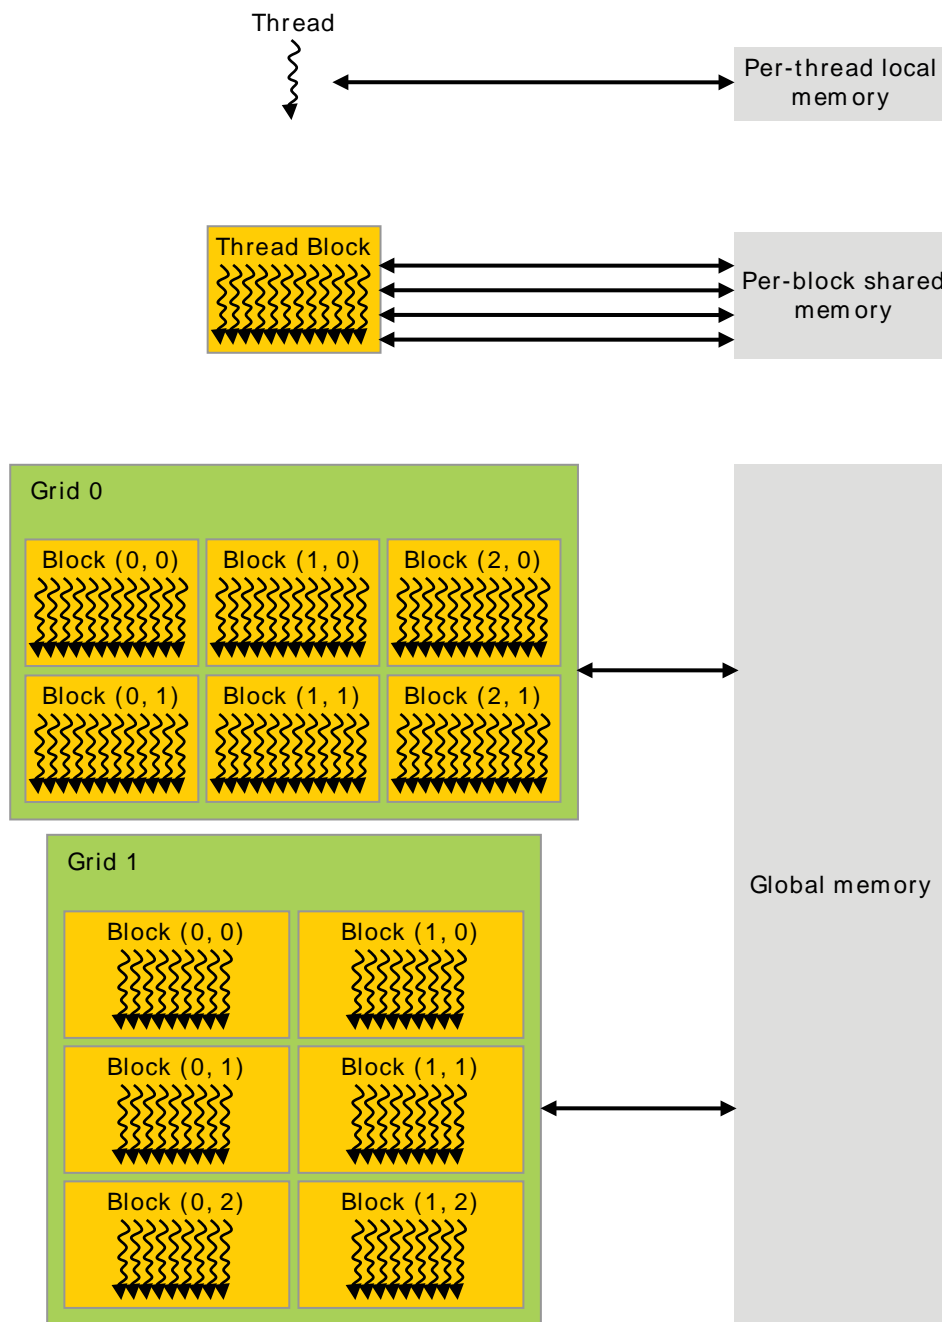 Thread
Per-thread local
memory
Thread Block
Per-block shared
memory
Grid 0
Block (0, 0)
Block (1, 0)
Block (2, 0)
Block (0, 1)
Block (1, 1)
Block (2, 1)
Grid 1
Block (0, 0)
Block (1, 0)
Block (0, 1)
Block (1, 1)
Block (0, 2)
Block (1, 2)
Global memory